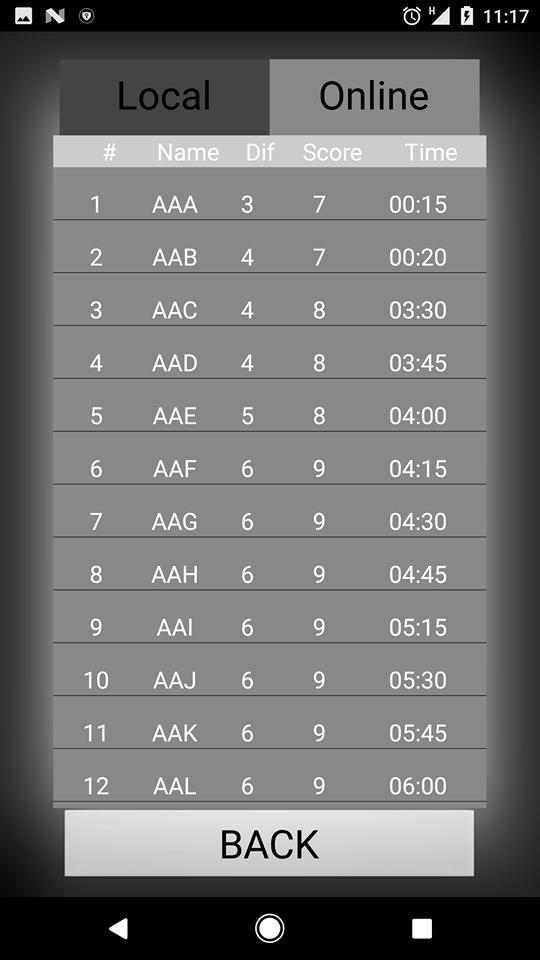 H 11:17
Local Online
# Name Dif Score Time
1 AAA 3 7 00:15
2 AAB 4 7 00:20
3 AAC 4 8 03:30
4 AAD 4 8 03:45
5 AAE 5 8 04:00
6 AAF 6 9 04:15
7 AAG 6 9 04:30
8 AAH 6 9 04:45
9 AAI 6 9 05:15
10 AAJ 6 9 05:30
11 AAK 6 9 05:45
12 AAL 6 9 06:00
BACK